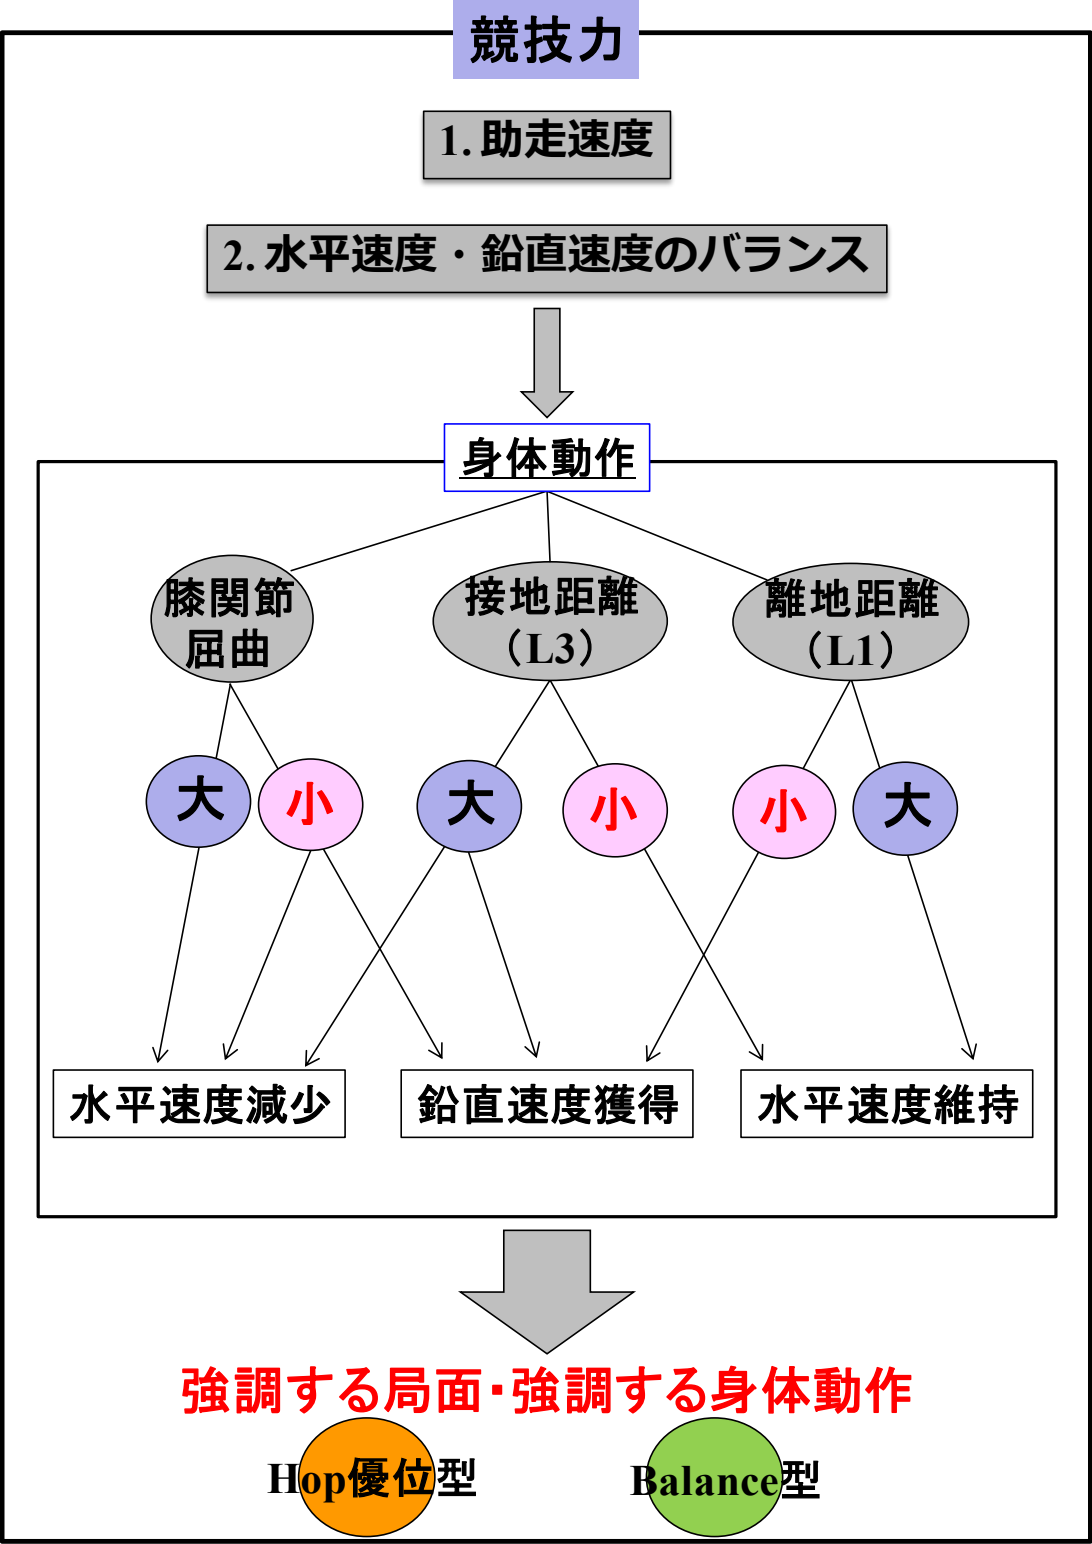 競技力
1. 助走速度
2. 水平速度・鉛直速度のバランス
身体動作
膝関節
屈曲
接地距離
（L3）
離地距離
（L1）
大
小
大
小
小
大
水平速度減少
鉛直速度獲得
水平速度維持
強調する局面･強調する身体動作
Hop優位型
Balance型